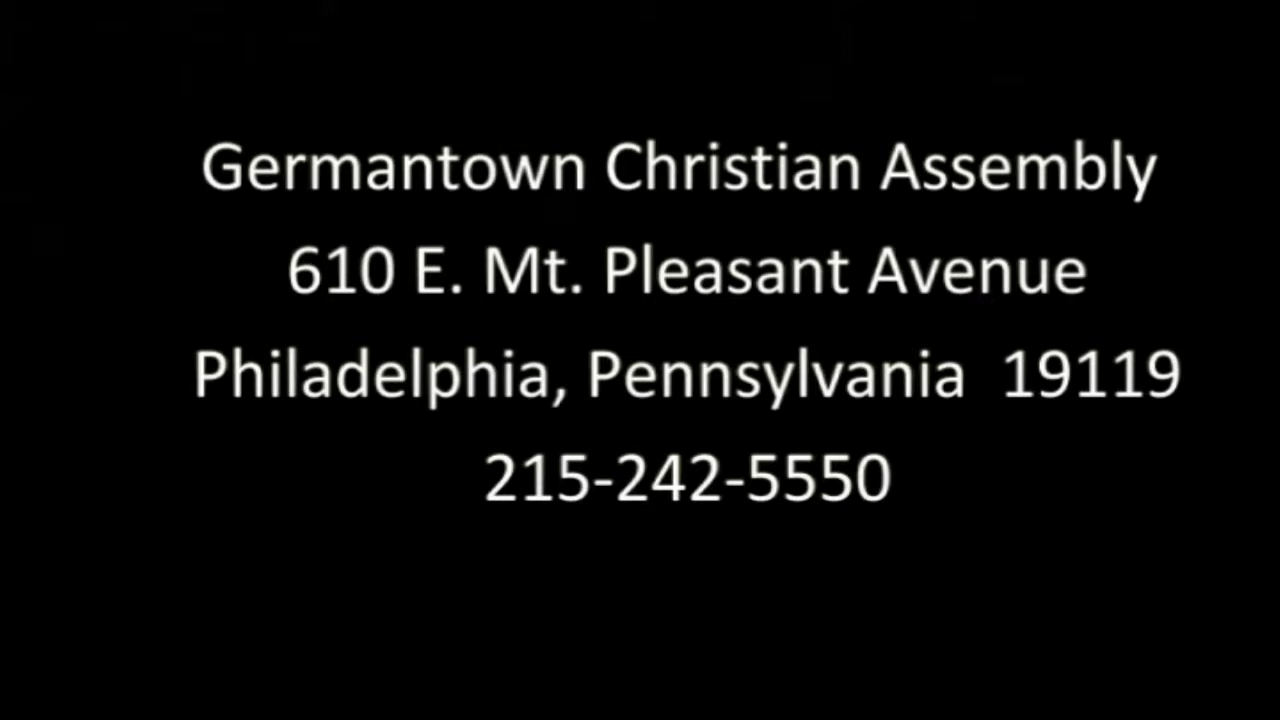 Germantown Christian Assembly
610 E. Mt. Pleasant Avenue
Philadelphia, Pennsylvania  19119
215-242-5550